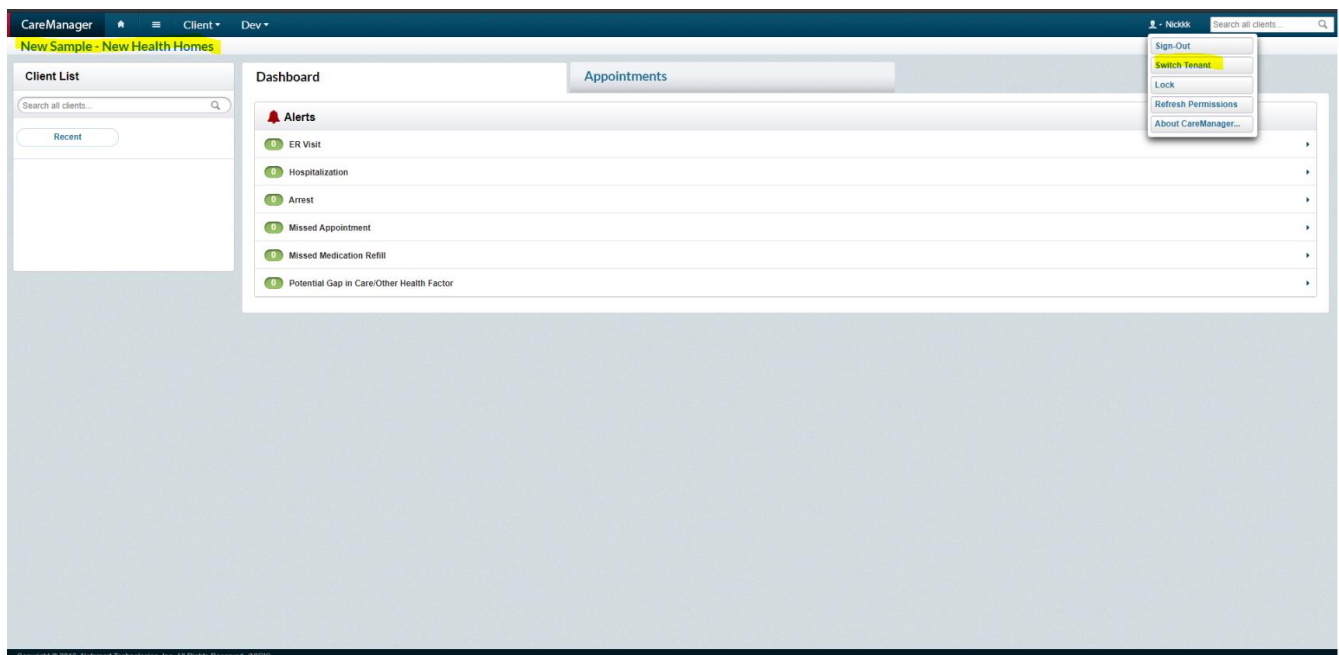 CareManager Client Dev - Nickkk Search all clients...
New Sample - New Health Homes
Sign-Out
Switch Tenant
Lock
Refresh Permissions
About CareManager...
Client List
Search all clients...
Recent
Dashboard Appointments
Alerts
0 ER Visit
0 Hospitalization
0 Arrest
0 Missed Appointment
0 Missed Medication Refill
0 Potential Gap in Care/Other Health Factor